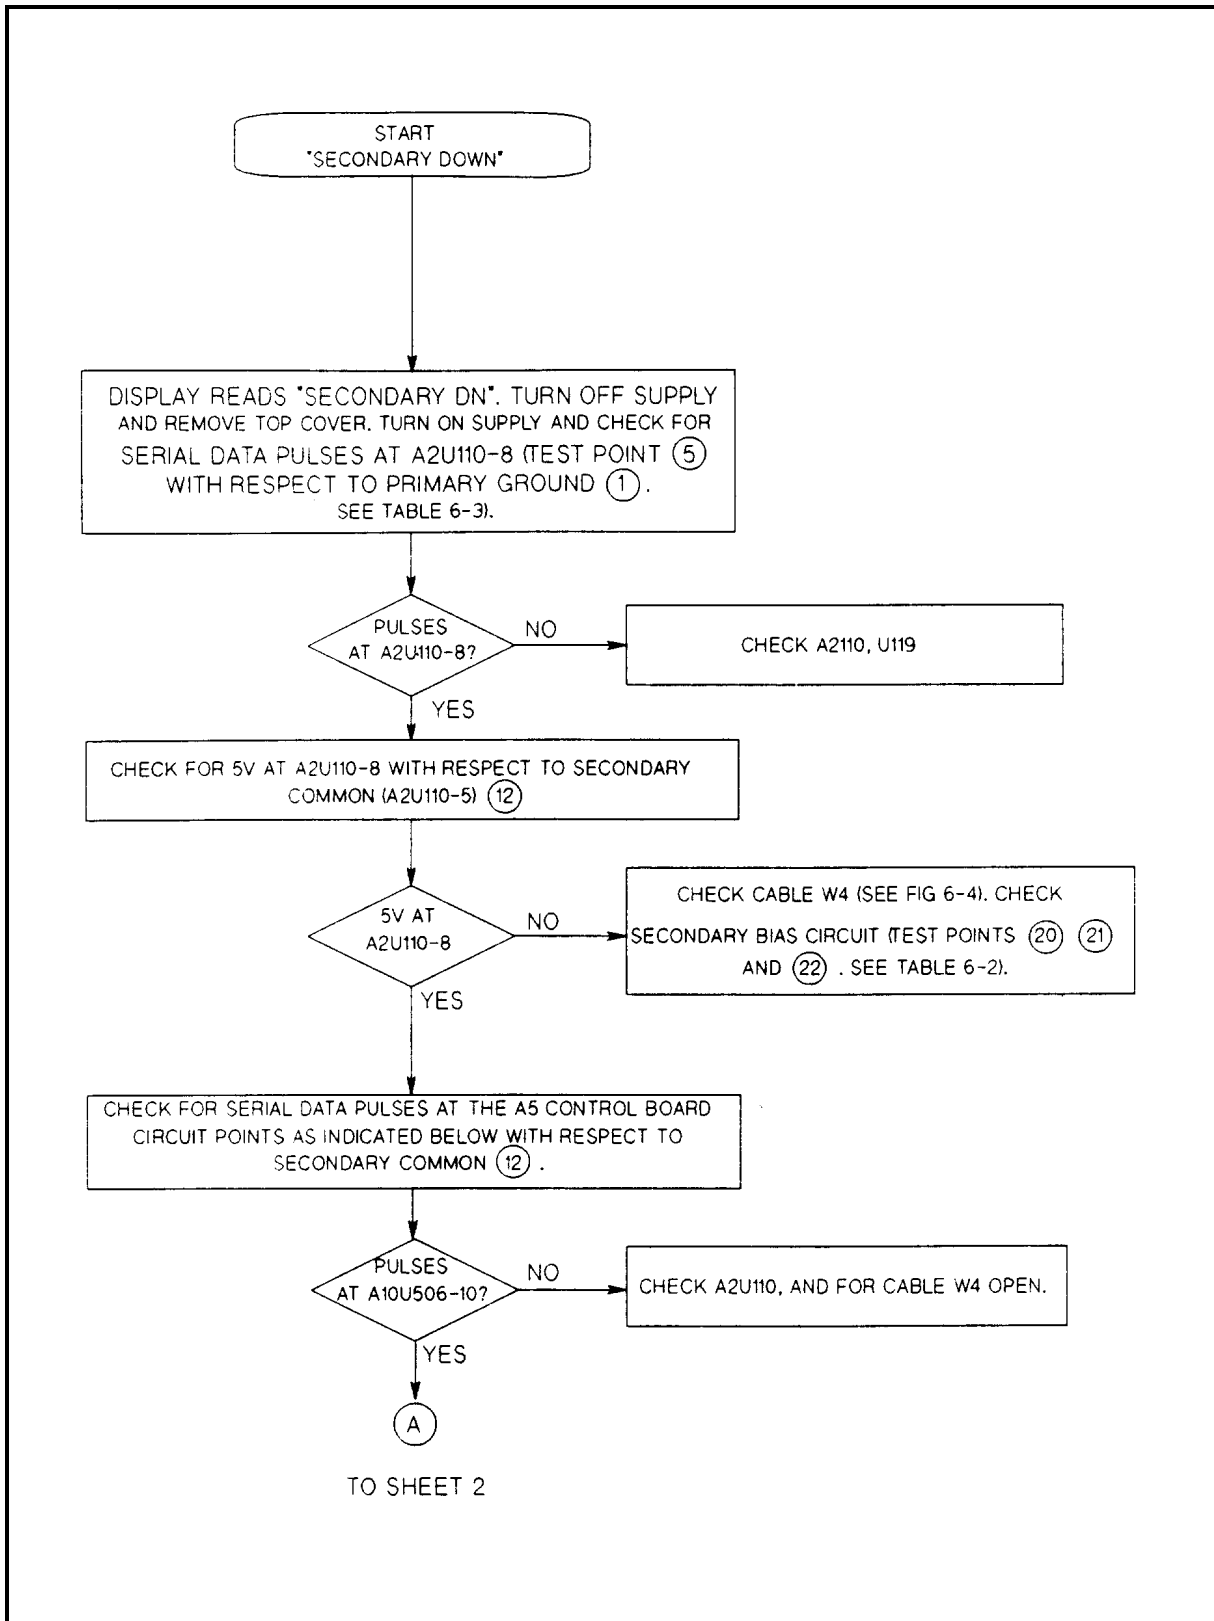 START
"SECONDARY DOWN"
DISPLAY READS "SECONDARY DN". TURN OFF SUPPLY
AND REMOVE TOP COVER. TURN ON SUPPLY AND CHECK FOR
SERIAL DATA PULSES AT A2U110-8 (TEST POINT 5
WITH RESPECT TO PRIMARY GROUND 1 .
SEE TABLE 6-3).
PULSES
AT A2U110-8?
NO
CHECK A2110, U119
YES
CHECK FOR 5V AT A2U110-8 WITH RESPECT TO SECONDARY
COMMON (A2U110-5) 12
5V AT
A2U110-8
NO
CHECK CABLE W4 (SEE FIG 6-4). CHECK
SECONDARY BIAS CIRCUIT (TEST POINTS 20 21
AND 22 . SEE TABLE 6-2).
YES
CHECK FOR SERIAL DATA PULSES AT THE A5 CONTROL BOARD
CIRCUIT POINTS AS INDICATED BELOW WITH RESPECT TO
SECONDARY COMMON 12 .
PULSES
AT A10U506-10?
NO
CHECK A2U110, AND FOR CABLE W4 OPEN.
YES
A
TO SHEET 2